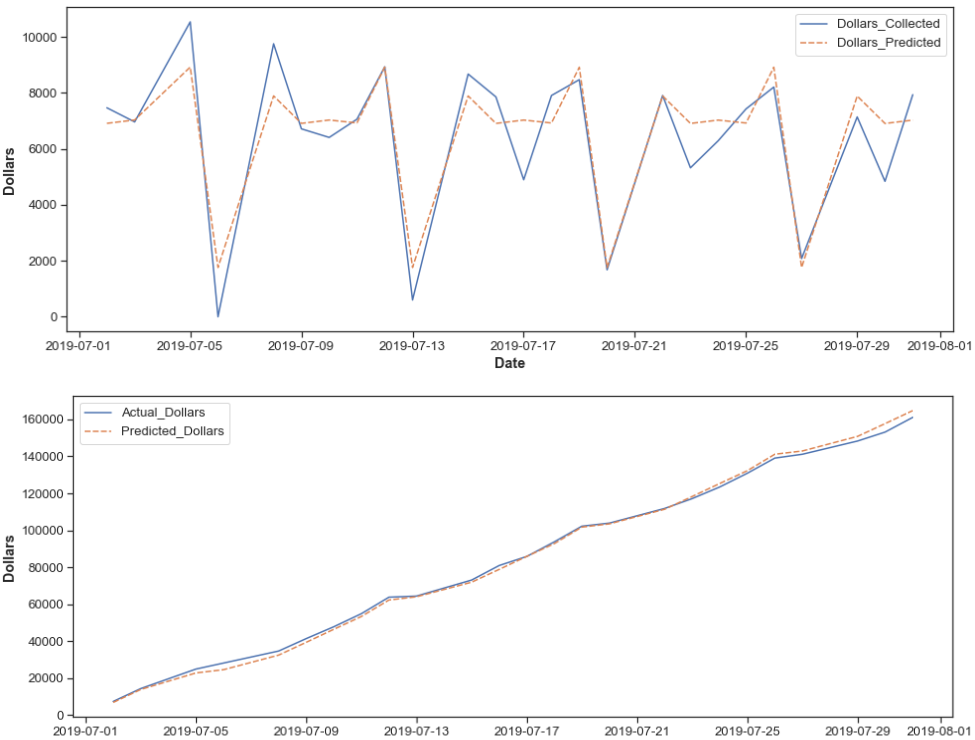 Dollars_Collected
Dollars_Predicted
10000
8000
6000
4000
2000
0
Dollars
2019-07-01 2019-07-05 2019-07-09 2019-07-13 2019-07-17 2019-07-21 2019-07-25 2019-07-29 2019-08-01
Date
Actual_Dollars
Predicted_Dollars
160000
140000
120000
100000
80000
60000
40000
20000
0
Dollars
2019-07-01 2019-07-05 2019-07-09 2019-07-13 2019-07-17 2019-07-21 2019-07-25 2019-07-29 2019-08-01